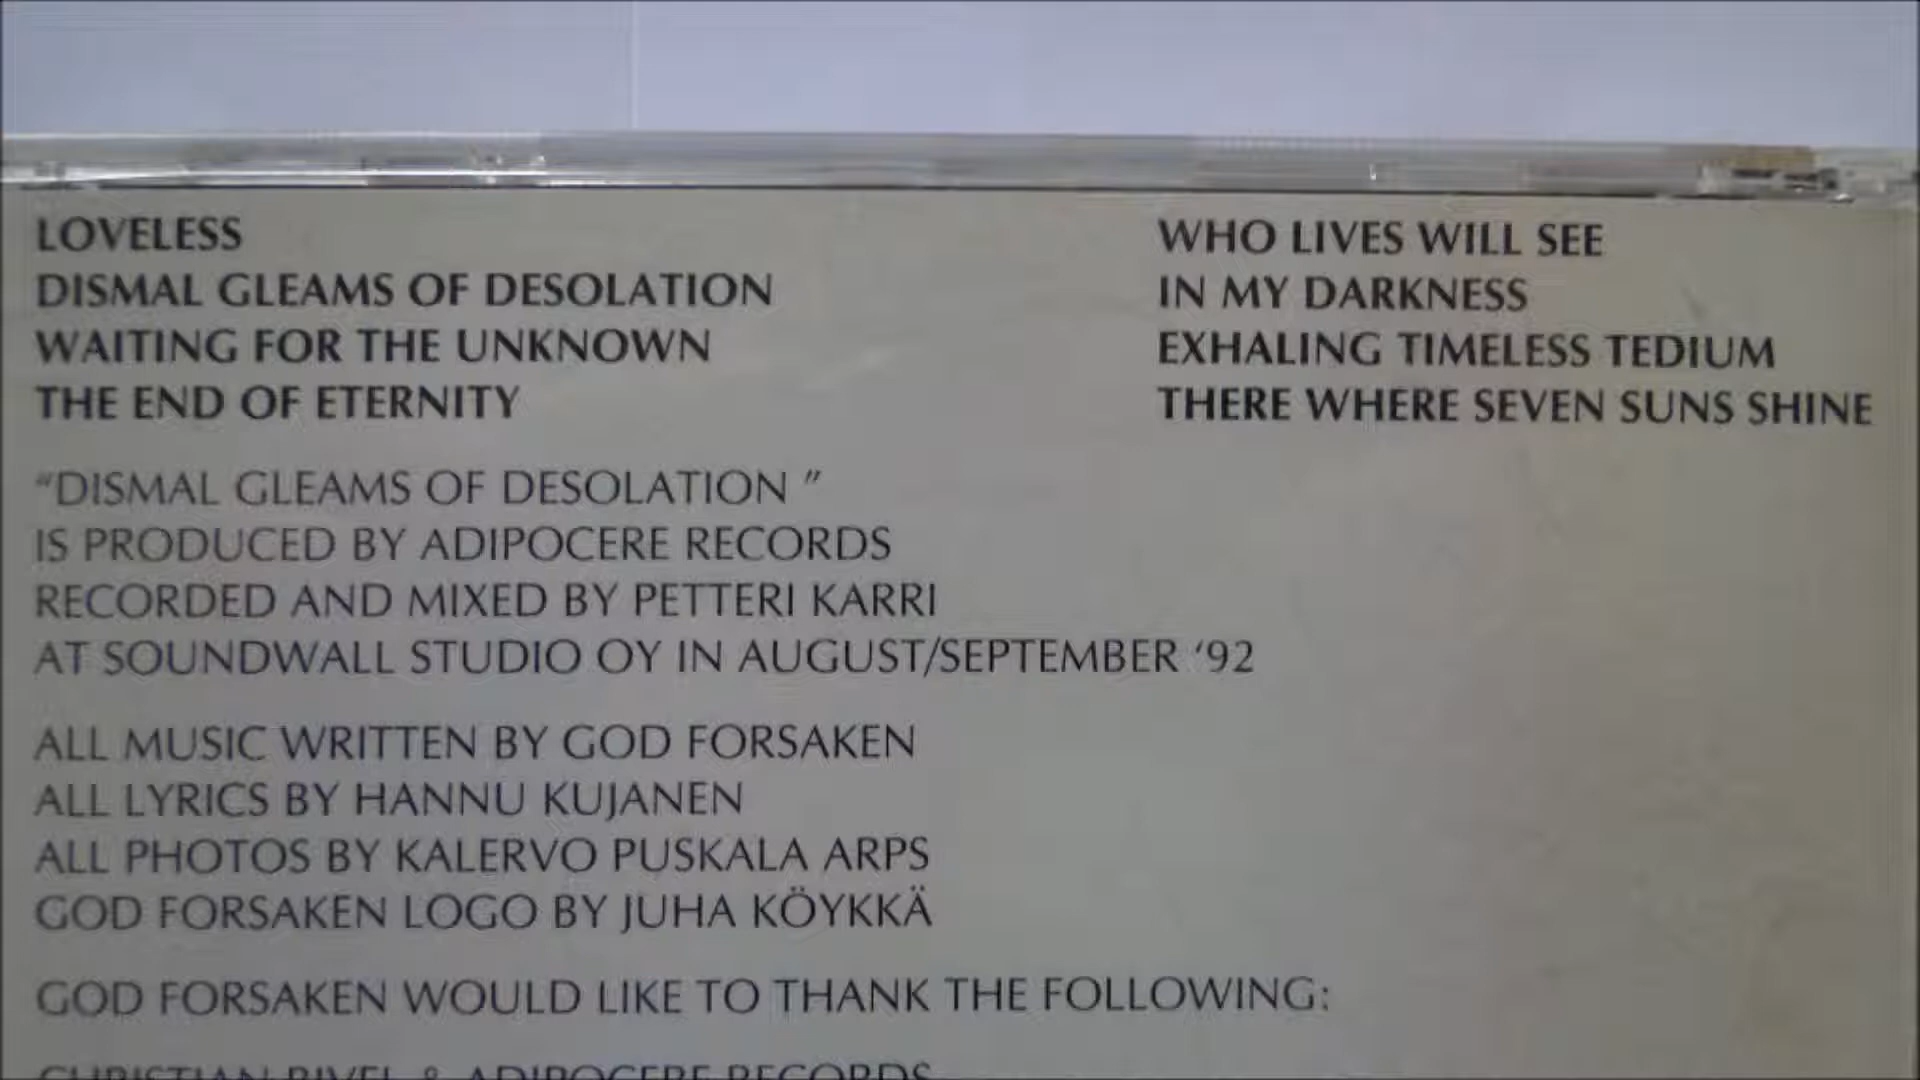 LOVELESS
DISMAL GLEAMS OF DESOLATION
WAITING FOR THE UNKNOWN
THE END OF ETERNITY
WHO LIVES WILL SEE
IN MY DARKNESS
EXHALING TIMELESS TEDIUM
THERE WHERE SEVEN SUNS SHINE
“DISMAL GLEAMS OF DESOLATION ”
IS PRODUCED BY ADIPOCERE RECORDS
RECORDED AND MIXED BY PETTERI KARRI
AT SOUNDWALL STUDIO OY IN AUGUST/SEPTEMBER ‘92
ALL MUSIC WRITTEN BY GOD FORSAKEN
ALL LYRICS BY HANNU KUJANEN
ALL PHOTOS BY KALERVO PUSKALA ARPS
GOD FORSAKEN LOGO BY JUHA KÖYKKÄ
GOD FORSAKEN WOULD LIKE TO THANK THE FOLLOWING:
CHRISTIAN BIVEL & ADIPOCERE RECORDS